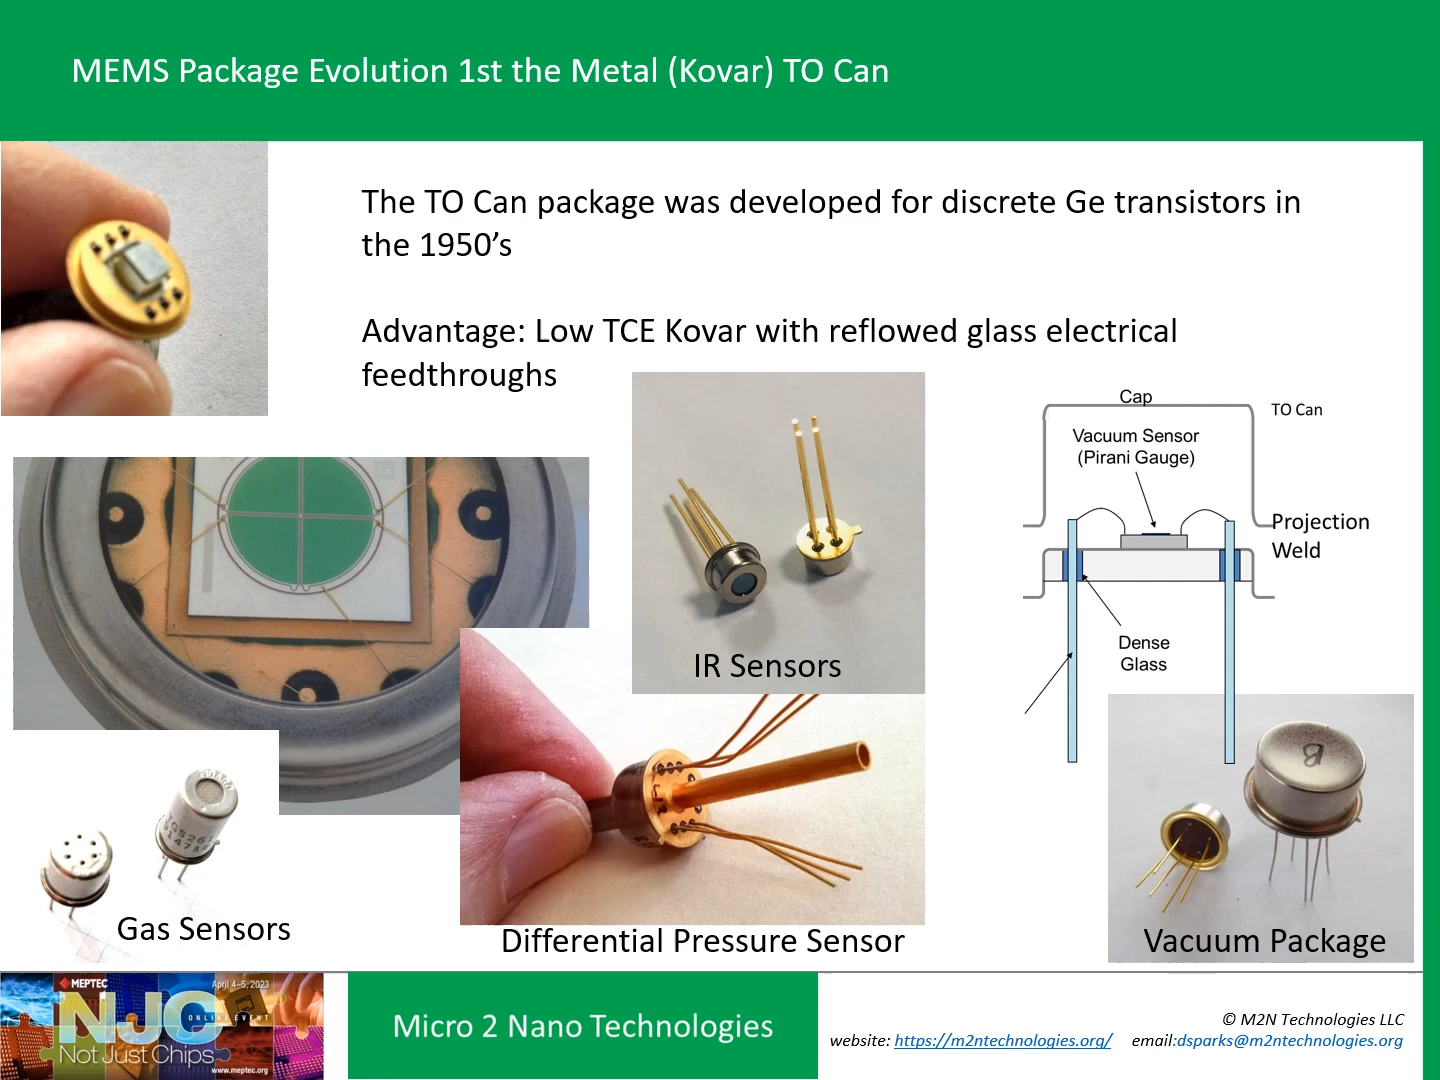 MEMS Package Evolution 1st the Metal (Kovar) TO Can
The TO Can package was developed for discrete Ge transistors in
the 1950’s
Advantage: Low TCE Kovar with reflowed glass electrical
feedthroughs
Cap
TO Can
Vacuum Sensor
(Pirani Gauge)
Projection
Weld
Dense
Glass
IR Sensors
Gas Sensors
Differential Pressure Sensor
8
Vacuum Package
MEPTEC
April 4-5, 2023
NJC
ONLINE EVENT
Not Just Chips
www.meptec.org
Micro 2 Nano Technologies
© M2N Technologies LLC
website: https://m2ntechnologies.org/ email:dsparks@m2ntechnologies.org